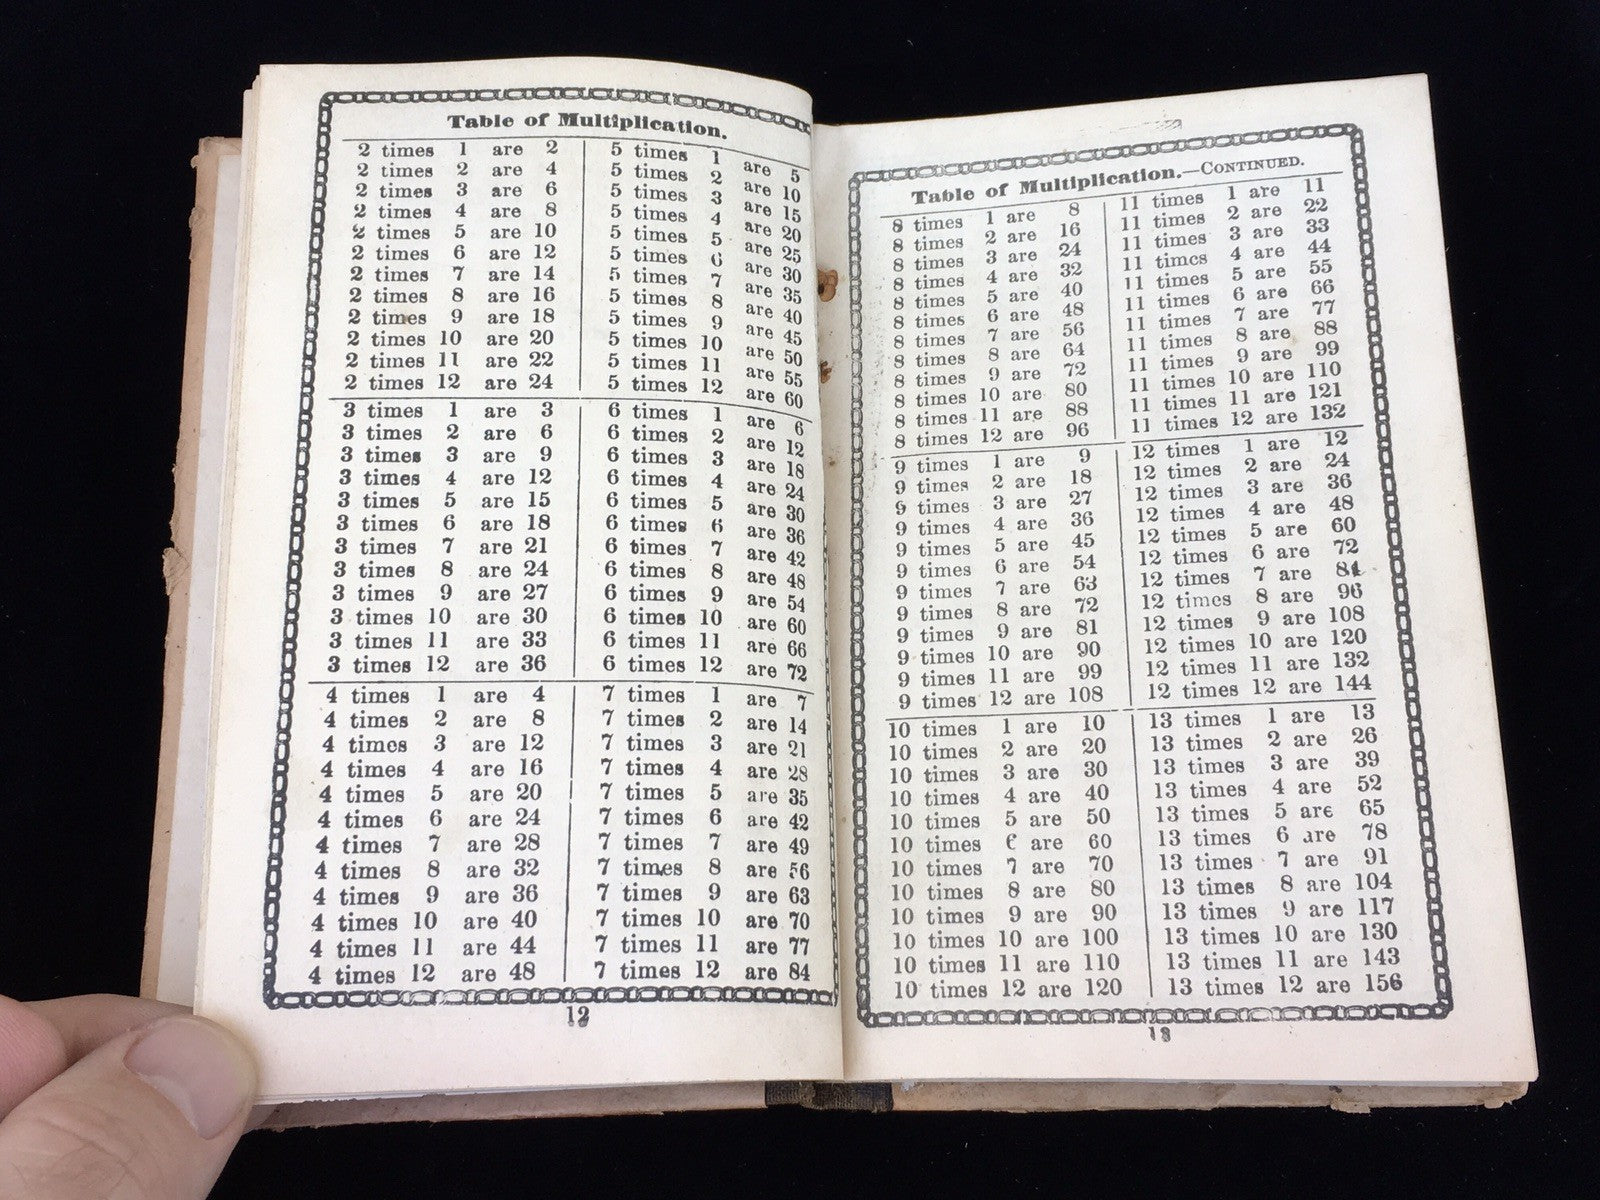 Table of Multiplication.
2 times 1 are 2
2 times 2 are 4
2 times 3 are 6
2 times 4 are 8
2 times 5 are 10
2 times 6 are 12
2 times 7 are 14
2 times 8 are 16
2 times 9 are 18
2 times 10 are 20
2 times 11 are 22
2 times 12 are 24
3 times 1 are 3
3 times 2 are 6
3 times 3 are 9
3 times 4 are 12
3 times 5 are 15
3 times 6 are 18
3 times 7 are 21
3 times 8 are 24
3 times 9 are 27
3 times 10 are 30
3 times 11 are 33
3 times 12 are 36
4 times 1 are 4
4 times 2 are 8
4 times 3 are 12
4 times 4 are 16
4 times 5 are 20
4 times 6 are 24
4 times 7 are 28
4 times 8 are 32
4 times 9 are 36
4 times 10 are 40
4 times 11 are 44
4 times 12 are 48
5 times 1 are 5
5 times 2 are 10
5 times 3 are 15
5 times 4 are 20
5 times 5 are 25
5 times 6 are 30
5 times 7 are 35
5 times 8 are 40
5 times 9 are 45
5 times 10 are 50
5 times 11 are 55
5 times 12 are 60
6 times 1 are 6
6 times 2 are 12
6 times 3 are 18
6 times 4 are 24
6 times 5 are 30
6 times 6 are 36
6 times 7 are 42
6 times 8 are 48
6 times 9 are 54
6 times 10 are 60
6 times 11 are 66
6 times 12 are 72
7 times 1 are 7
7 times 2 are 14
7 times 3 are 21
7 times 4 are 28
7 times 5 are 35
7 times 6 are 42
7 times 7 are 49
7 times 8 are 56
7 times 9 are 63
7 times 10 are 70
7 times 11 are 77
7 times 12 are 84
12
Table of Multiplication.—CONTINUED.
8 times 1 are 8
8 times 2 are 16
8 times 3 are 24
8 times 4 are 32
8 times 5 are 40
8 times 6 are 48
8 times 7 are 56
8 times 8 are 64
8 times 9 are 72
8 times 10 are 80
8 times 11 are 88
8 times 12 are 96
9 times 1 are 9
9 times 2 are 18
9 times 3 are 27
9 times 4 are 36
9 times 5 are 45
9 times 6 are 54
9 times 7 are 63
9 times 8 are 72
9 times 9 are 81
9 times 10 are 90
9 times 11 are 99
9 times 12 are 108
10 times 1 are 10
10 times 2 are 20
10 times 3 are 30
10 times 4 are 40
10 times 5 are 50
10 times 6 are 60
10 times 7 are 70
10 times 8 are 80
10 times 9 are 90
10 times 10 are 100
10 times 11 are 110
10 times 12 are 120
11 times 1 are 11
11 times 2 are 22
11 times 3 are 33
11 times 4 are 44
11 times 5 are 55
11 times 6 are 66
11 times 7 are 77
11 times 8 are 88
11 times 9 are 99
11 times 10 are 110
11 times 11 are 121
11 times 12 are 132
12 times 1 are 12
12 times 2 are 24
12 times 3 are 36
12 times 4 are 48
12 times 5 are 60
12 times 6 are 72
12 times 7 are 84
12 times 8 are 96
12 times 9 are 108
12 times 10 are 120
12 times 11 are 132
12 times 12 are 144
13 times 1 are 13
13 times 2 are 26
13 times 3 are 39
13 times 4 are 52
13 times 5 are 65
13 times 6 are 78
13 times 7 are 91
13 times 8 are 104
13 times 9 are 117
13 times 10 are 130
13 times 11 are 143
13 times 12 are 156
13